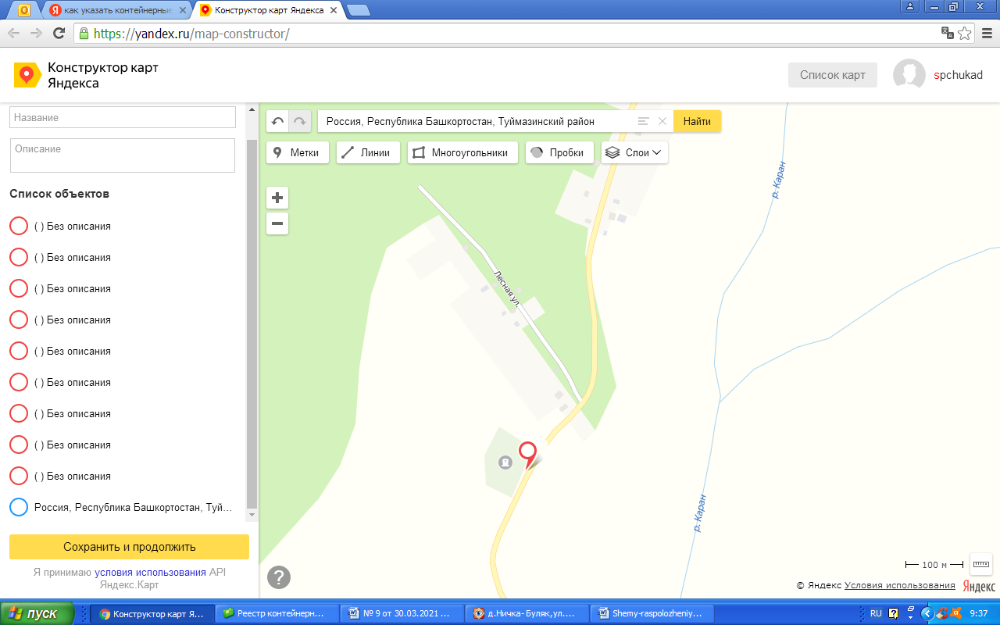 как указать контейнерные
Конструктор карт Яндекса
https://yandex.ru/map-constructor/
Конструктор карт
Яндекса
Список карт
spchukad
Название
Описание
Список объектов
( ) Без описания
( ) Без описания
( ) Без описания
( ) Без описания
( ) Без описания
( ) Без описания
( ) Без описания
( ) Без описания
( ) Без описания
Россия, Республика Башкортостан, Туй...
Сохранить и продолжить
Я принимаю условия использования API
Яндекс.Карт
Россия, Республика Башкортостан, Туймазинский район
Найти
Метки
Линии
Многоугольники
Пробки
Слои
р. Каран
Лесная ул.
р. Каран
100 м
© Яндекс Условия использования
Яндекс
пуск
Конструктор карт Я...
Реестр контейнерн...
№ 9 от 30.03.2021 ...
д.Ничка- Буляк,ул....
Shemy-raspolozheniy...
RU
9:37